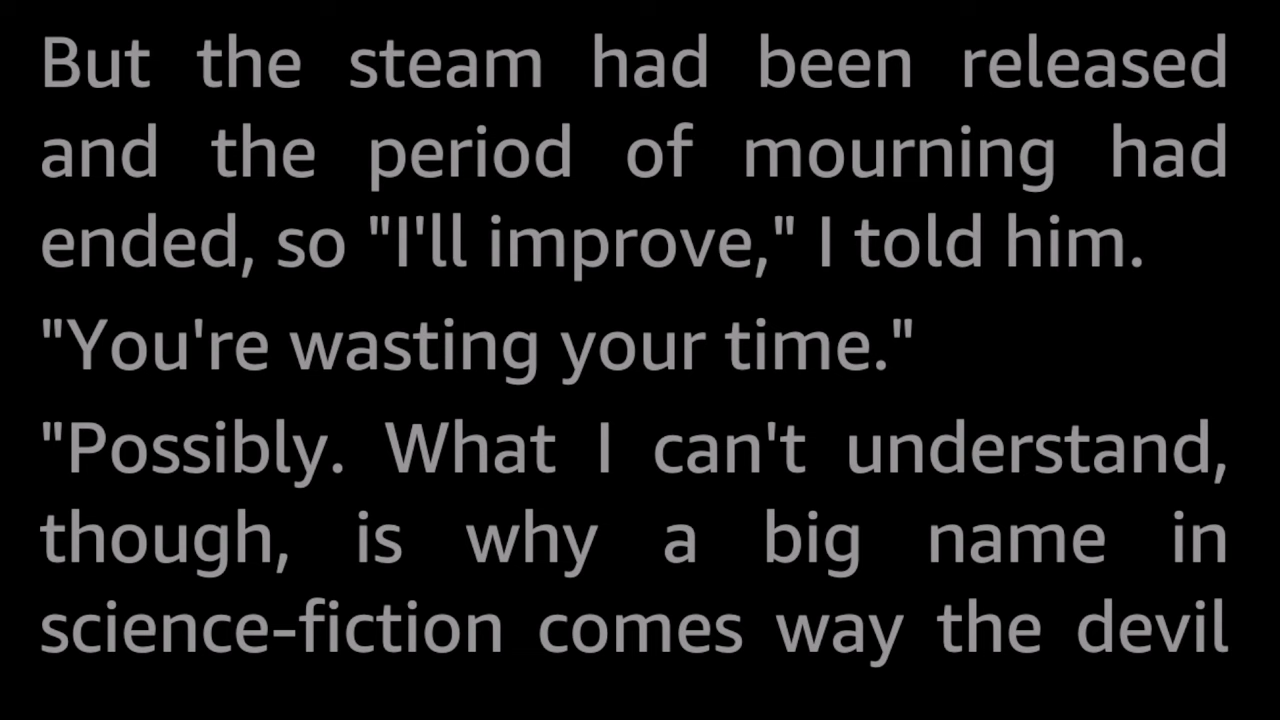 But the steam had been released
and the period of mourning had
ended, so "I'll improve," I told him.
"You're wasting your time."
"Possibly. What I can't understand,
though, is why a big name in
science-fiction comes way the devil